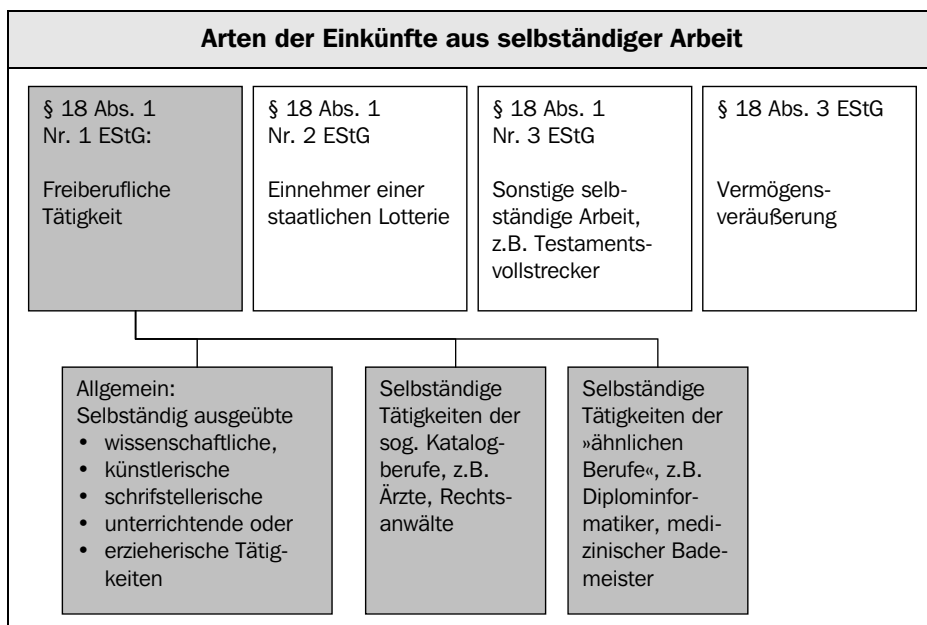 Arten der Einkünfte aus selbständiger Arbeit
§ 18 Abs. 1
Nr. 1 EStG:
Freiberufliche
Tätigkeit
§ 18 Abs. 1
Nr. 2 EStG
Einnehmer einer
staatlichen Lotterie
§ 18 Abs. 1
Nr. 3 EStG
Sonstige selb-
ständige Arbeit,
z.B. Testaments-
vollstrecker
§ 18 Abs. 3 EStG
Vermögens-
veräußerung
Allgemein:
Selbständig ausgeübte
• wissenschaftliche,
• künstlerische
• schrifstellerische
• unterrichtende oder
• erzieherische Tätig-
keiten
Selbständige
Tätigkeiten der
sog. Katalog-
berufe, z.B.
Ärzte, Rechts-
anwälte
Selbständige
Tätigkeiten der
»ähnlichen
Berufe«, z.B.
Diplominfor-
matiker, medi-
zinischer Bade-
meister